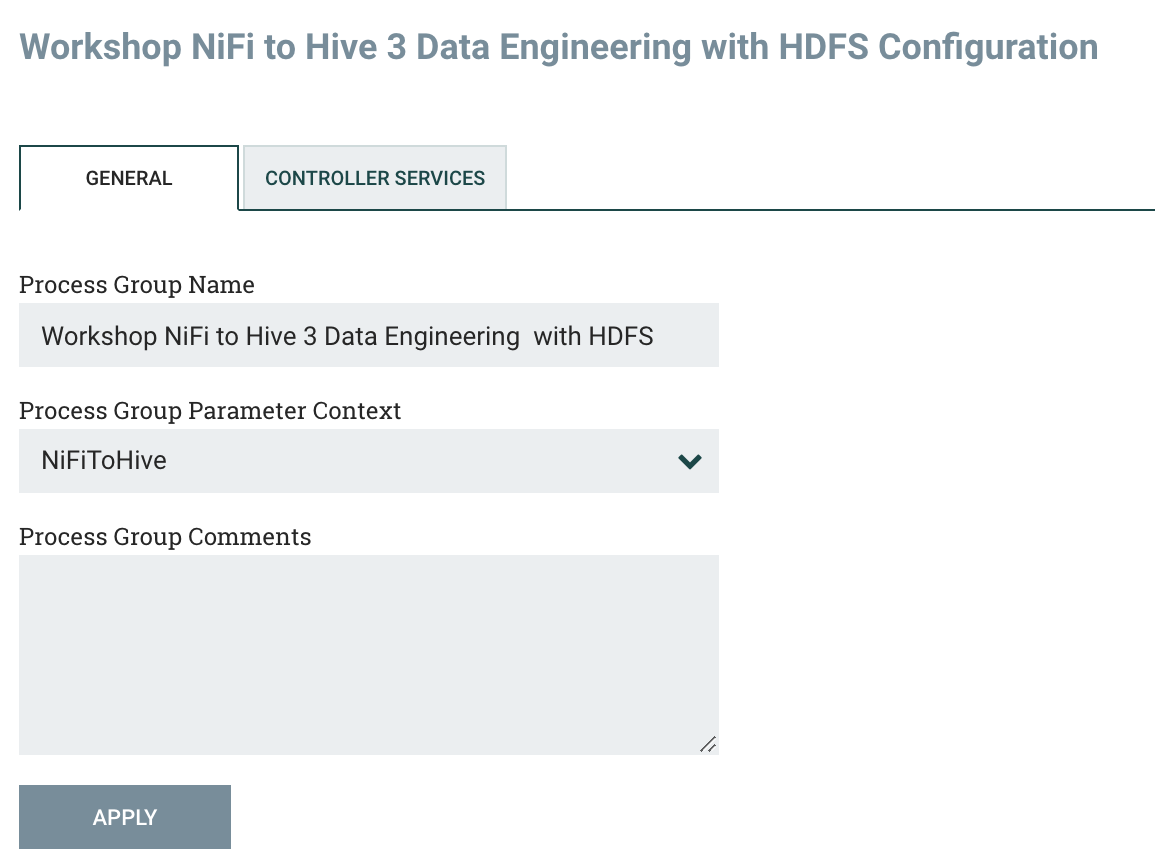 Workshop NiFi to Hive 3 Data Engineering with HDFS Configuration
GENERAL
CONTROLLER SERVICES
Process Group Name
Workshop NiFi to Hive 3 Data Engineering  with HDFS
Process Group Parameter Context
NiFiToHive
Process Group Comments
APPLY